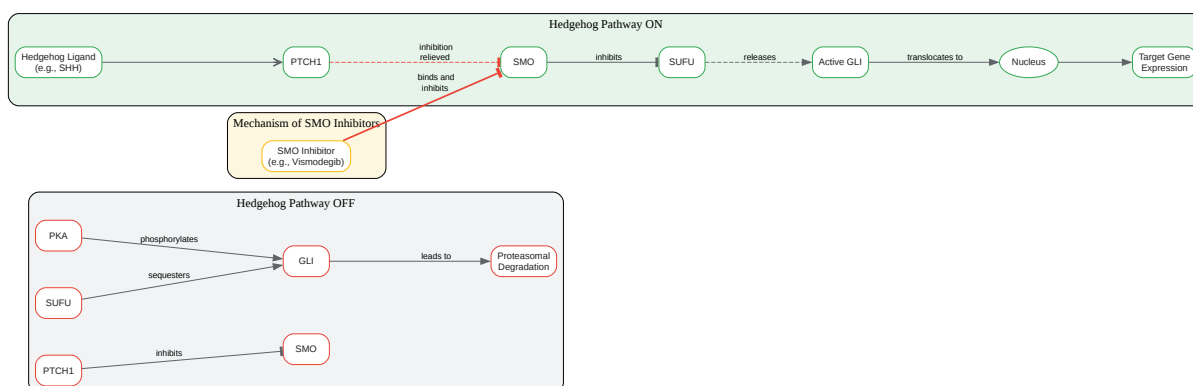 Hedgehog Pathway ON
Hedgehog Ligand
(e.g., SHH)
PTCH1
inhibition
relieved
SMO
inhibits
SUFU
releases
Active GLI
translocates to
Nucleus
Target Gene
Expression
binds and
inhibits
Mechanism of SMO Inhibitors
SMO Inhibitor
(e.g., Vismodegib)
Hedgehog Pathway OFF
PKA
phosphorylates
GLI
leads to
Proteasomal
Degradation
sequesters
SUFU
SMO
inhibits
PTCH1